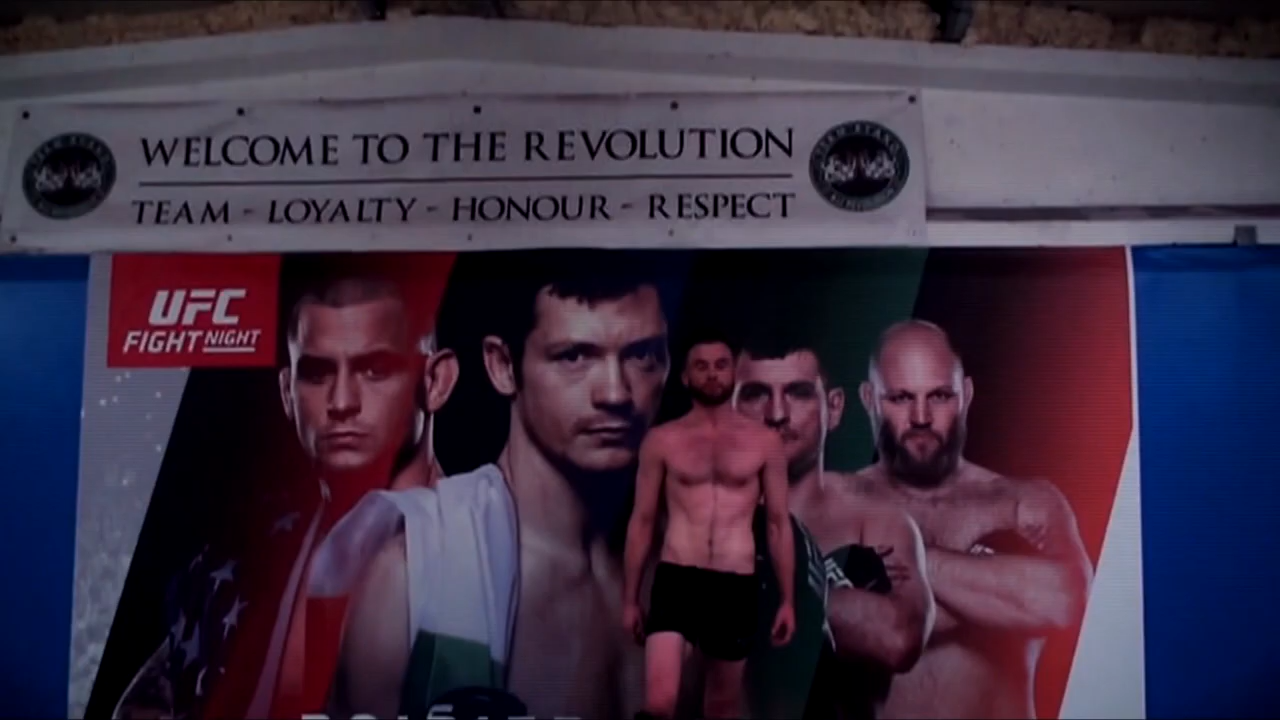 WELCOME TO THE REVOLUTION
TEAM - LOYALTY - HONOUR - RESPECT
UFC
FIGHT NIGHT